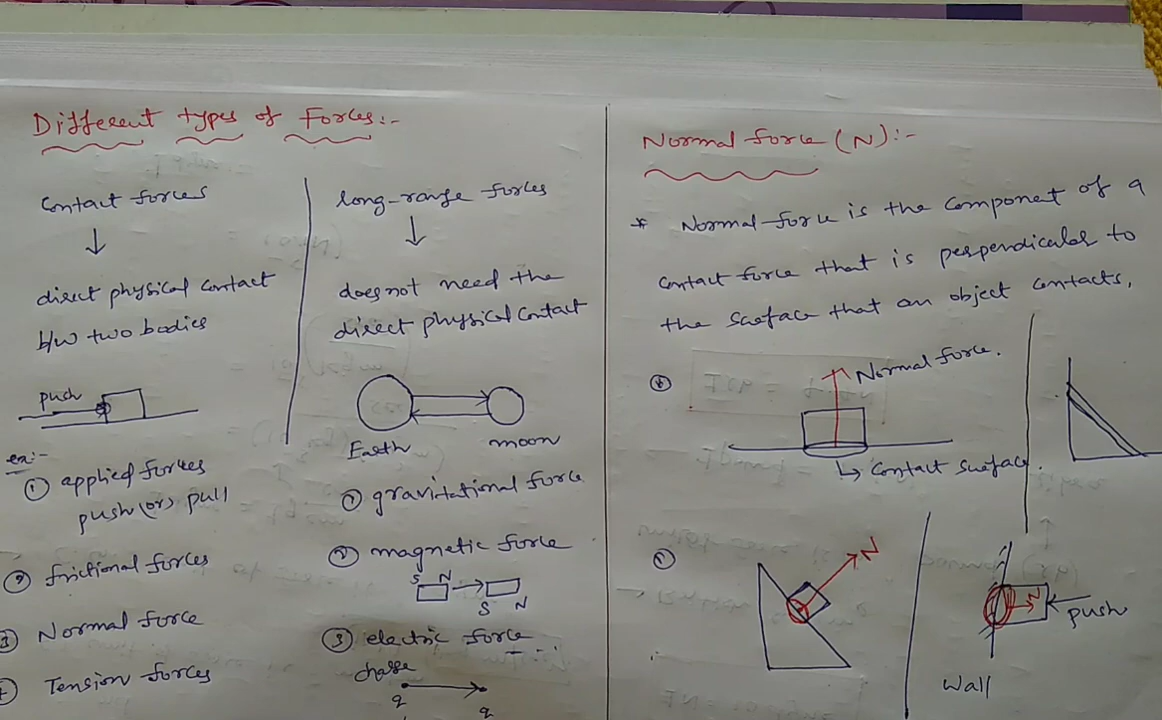 Different types of Forces:-
Contact forces
↓
direct physical contact
b/w two bodies
push
ex:-
① applied forces
push (or) pull
② frictional forces
③ Normal force
④ Tension forces
long-range forces
↓
does not need the
direct physical contact
Earth moon
① gravitational force
② magnetic force
S N S N
③ electric force....
charge
q q
Normal force (N):-
* Normal force is the component of a
contact force that is perpendicular to
the surface that an object contacts.
Normal force.
↳ Contact surface.
N
N push
Wall